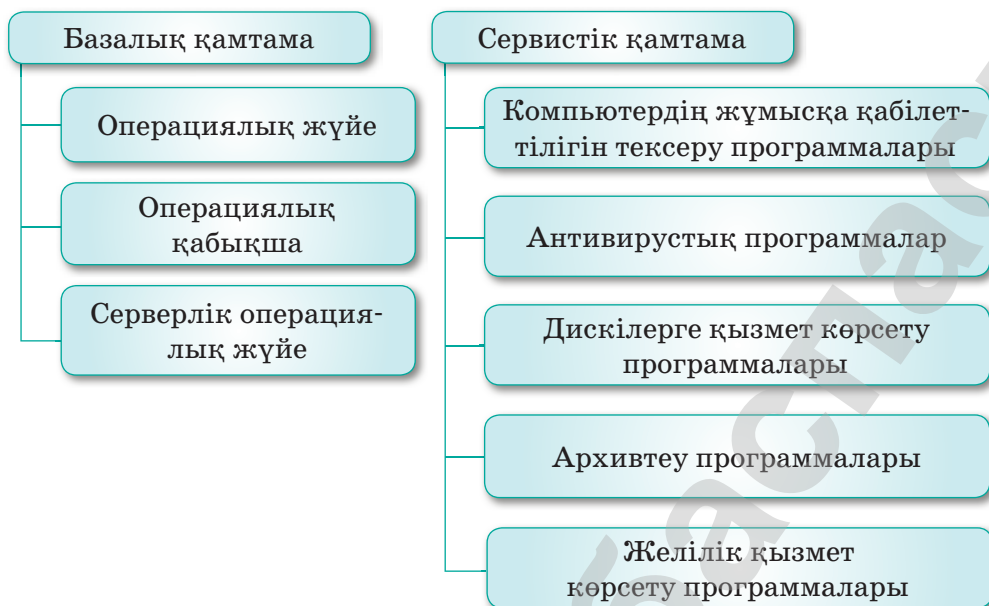 Базалық қамтама
Операциялық жүйе
Операциялық
қабықша
Серверлік операция-
лық жүйе
Сервистік қамтама
Компьютердің жұмысқа қабілет-
тілігін тексеру программалары
Антивирустық программалар
Дискілерге қызмет көрсету
программалары
Архивтеу программалары
Желілік қызмет
көрсету программалары